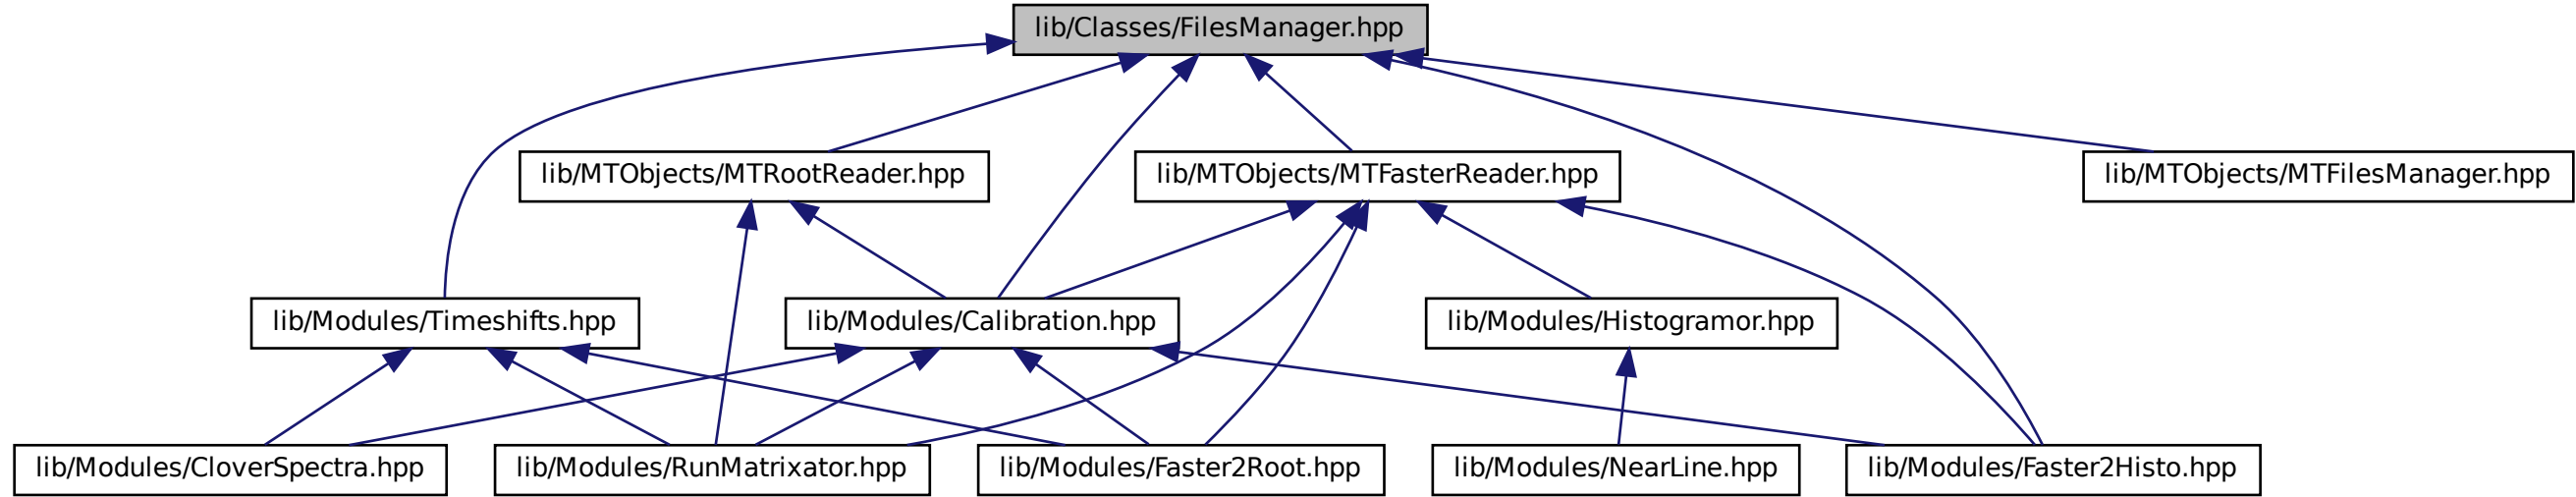 lib/Classes/FilesManager.hpp
lib/MTObjects/MTRootReader.hpp
lib/MTObjects/MTFasterReader.hpp
lib/MTObjects/MTFilesManager.hpp
lib/Modules/Timeshifts.hpp
lib/Modules/Calibration.hpp
lib/Modules/Histogramor.hpp
lib/Modules/CloverSpectra.hpp
lib/Modules/RunMatrixator.hpp
lib/Modules/Faster2Root.hpp
lib/Modules/NearLine.hpp
lib/Modules/Faster2Histo.hpp